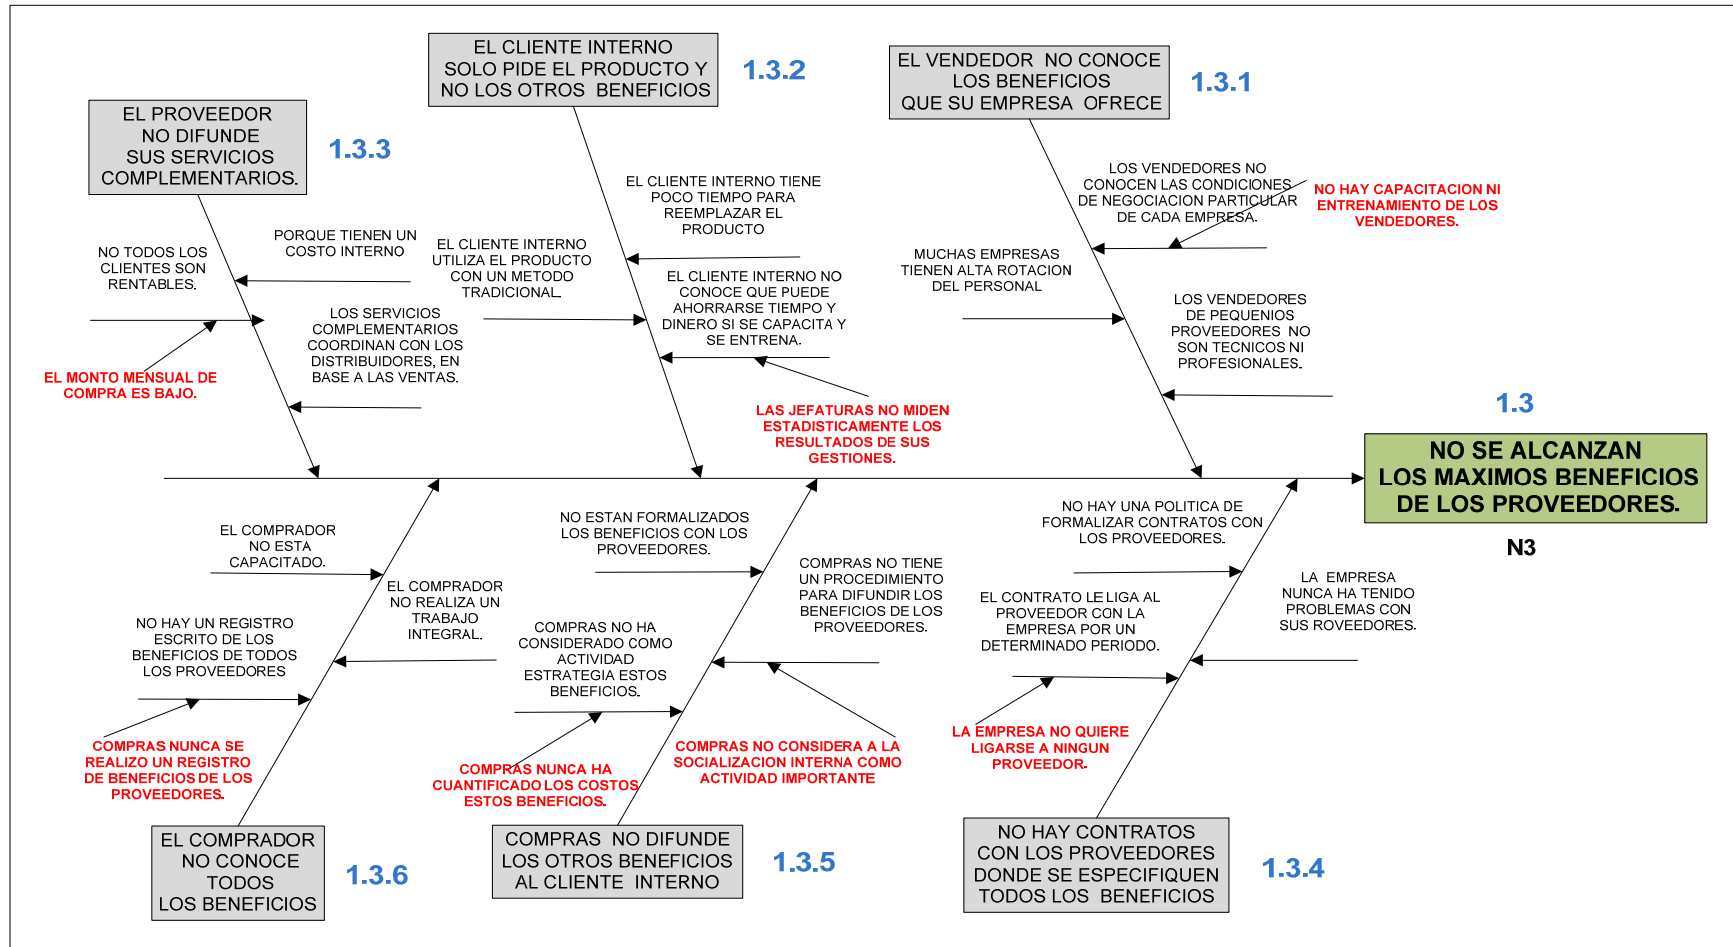 EL CLIENTE INTERNO
SOLO PIDE EL PRODUCTO Y
NO LOS OTROS BENEFICIOS
1.3.2
EL VENDEDOR NO CONOCE
LOS BENEFICIOS
QUE SU EMPRESA OFRECE
1.3.1
EL PROVEEDOR
NO DIFUNDE
SUS SERVICIOS
COMPLEMENTARIOS.
1.3.3
NO TODOS LOS
CLIENTES SON
RENTABLES.
PORQUE TIENEN UN
COSTO INTERNO
LOS SERVICIOS
COMPLEMENTARIOS
COORDINAN CON LOS
DISTRIBUIDORES, EN
BASE A LAS VENTAS.
EL MONTO MENSUAL DE
COMPRA ES BAJO.
EL CLIENTE INTERNO TIENE
POCO TIEMPO PARA
REEMPLAZAR EL
PRODUCTO
EL CLIENTE INTERNO
UTILIZA EL PRODUCTO
CON UN METODO
TRADICIONAL.
EL CLIENTE INTERNO NO
CONOCE QUE PUEDE
AHORRARSE TIEMPO Y
DINERO SI SE CAPACITA Y
SE ENTRENA.
LAS JEFATURAS NO MIDEN
ESTADISTICAMENTE LOS
RESULTADOS DE SUS
GESTIONES.
LOS VENDEDORES NO
CONOCEN LAS CONDICIONES
DE NEGOCIACION PARTICULAR
DE CADA EMPRESA.
NO HAY CAPACITACION NI
ENTRENAMIENTO DE LOS
VENDEDORES.
MUCHAS EMPRESAS
TIENEN ALTA ROTACION
DEL PERSONAL
LOS VENDEDORES
DE PEQUENIOS
PROVEEDORES NO
SON TECNICOS NI
PROFESIONALES.
1.3
NO SE ALCANZAN
LOS MAXIMOS BENEFICIOS
DE LOS PROVEEDORES.
N3
EL COMPRADOR
NO ESTA
CAPACITADO.
EL COMPRADOR
NO REALIZA UN
TRABAJO
INTEGRAL.
NO HAY UN REGISTRO
ESCRITO DE LOS
BENEFICIOS DE TODOS
LOS PROVEEDORES
COMPRAS NUNCA SE
REALIZO UN REGISTRO
DE BENEFICIOS DE LOS
PROVEEDORES.
NO ESTAN FORMALIZADOS
LOS BENEFICIOS CON LOS
PROVEEDORES.
COMPRAS NO TIENE
UN PROCEDIMIENTO
PARA DIFUNDIR LOS
BENEFICIOS DE LOS
PROVEEDORES.
COMPRAS NO HA
CONSIDERADO COMO
ACTIVIDAD
ESTRATEGIA ESTOS
BENEFICIOS.
COMPRAS NUNCA HA
CUANTIFICADO LOS COSTOS
ESTOS BENEFICIOS.
COMPRAS NO CONSIDERA A LA
SOCIALIZACION INTERNA COMO
ACTIVIDAD IMPORTANTE
NO HAY UNA POLITICA DE
FORMALIZAR CONTRATOS CON
LOS PROVEEDORES.
EL CONTRATO LE LIGA AL
PROVEEDOR CON LA
EMPRESA POR UN
DETERMINADO PERIODO.
LA EMPRESA
NUNCA HA TENIDO
PROBLEMAS CON
SUS ROVEEDORES.
LA EMPRESA NO QUIERE
LIGARSE A NINGUN
PROVEEDOR.
EL COMPRADOR
NO CONOCE
TODOS
LOS BENEFICIOS
1.3.6
COMPRAS NO DIFUNDE
LOS OTROS BENEFICIOS
AL CLIENTE INTERNO
1.3.5
NO HAY CONTRATOS
CON LOS PROVEEDORES
DONDE SE ESPECIFIQUEN
TODOS LOS BENEFICIOS
1.3.4